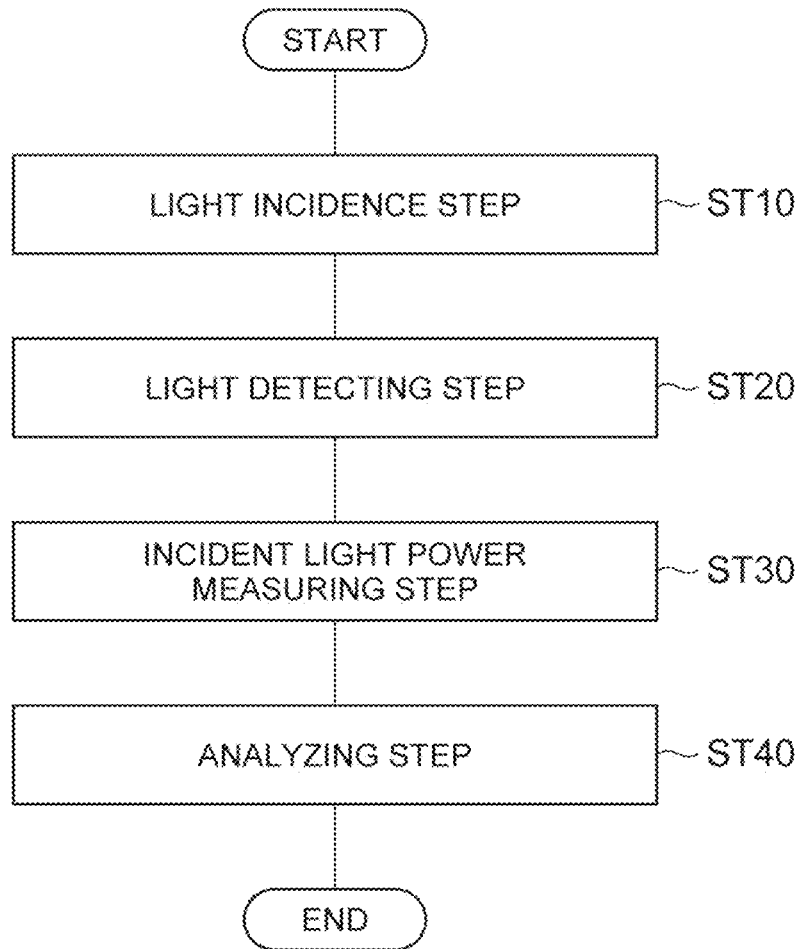 START
LIGHT INCIDENCE STEP
ST10
LIGHT DETECTING STEP
ST20
INCIDENT LIGHT POWER
MEASURING STEP
ST30
ANALYZING STEP
ST40
END